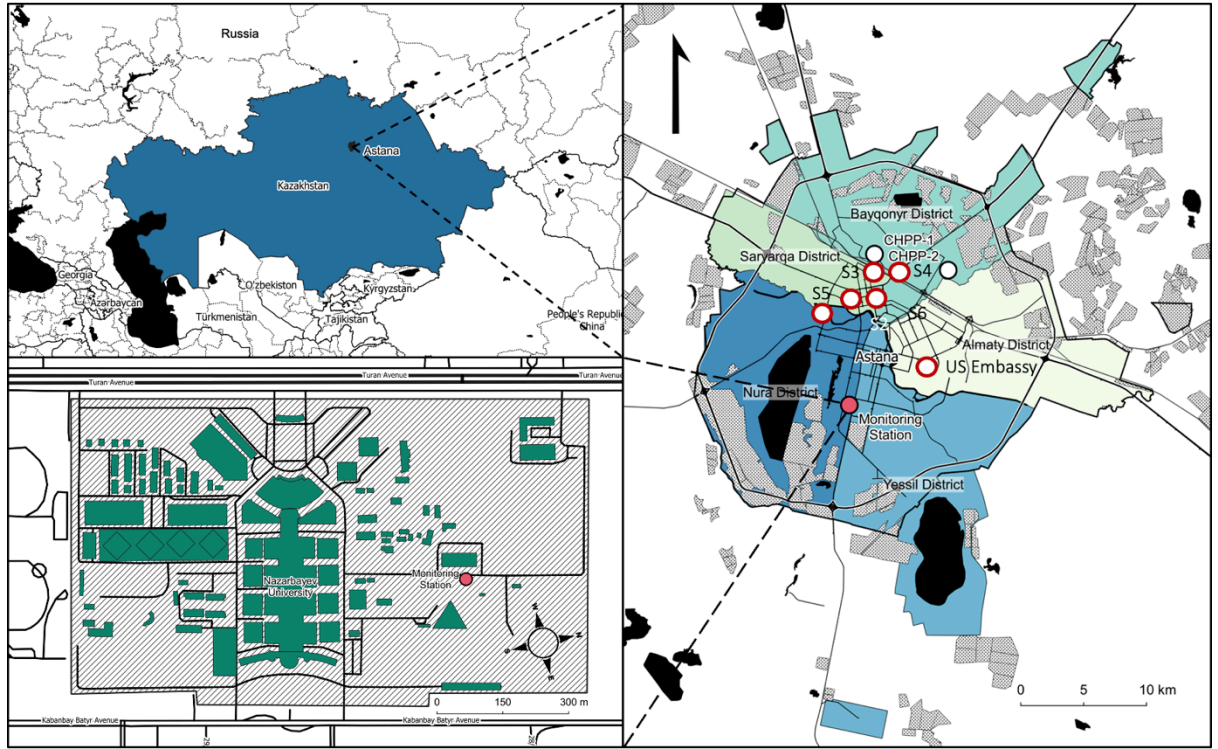 Russia
Astana
Kazakhstan
Georgia
Azərbaycan
O'zbekiston
Türkmenistan
Kyrgyzstan
Tajikistan
People's Republic
China
Turan Avenue
Turan Avenue
Turan Avenue
Nazarbayev
University
Monitoring
Station
N
N
S
E
0
150
300 m
Kabanbay Batyr Avenue
Kabanbay Batyr Avenue
Bayqonyr District
CHPP-1
CHPP-2
Saryarqa District
S3
S4
S5
S6
S2
Almaty District
Astana
US Embassy
Nura District
Monitoring
Station
Yessil District
0
5
10 km